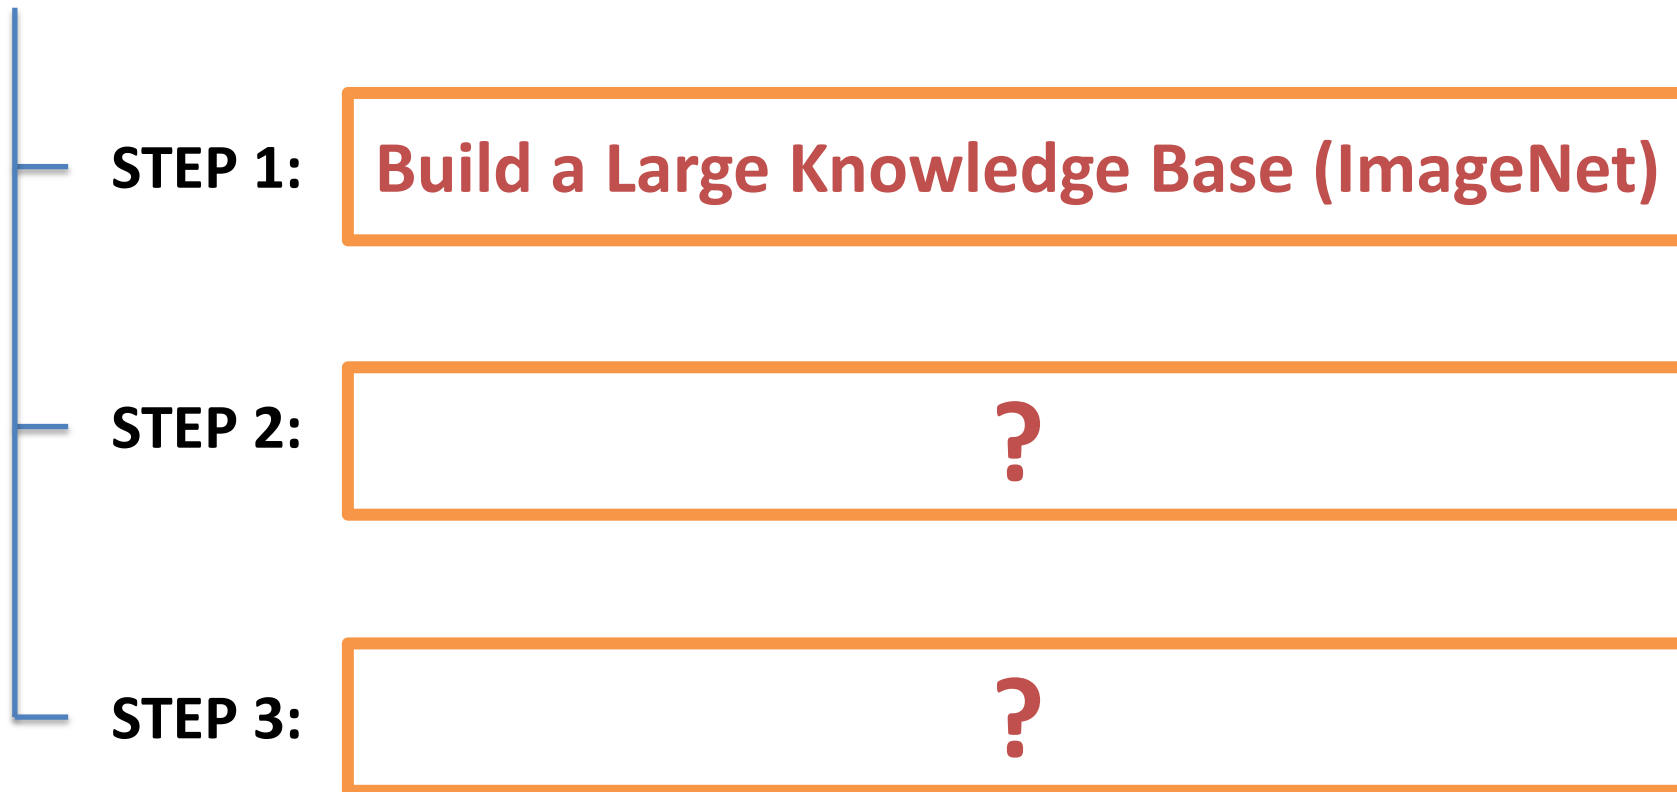 STEP 1: Build a Large Knowledge Base (ImageNet)
STEP 2: ?
STEP 3: ?